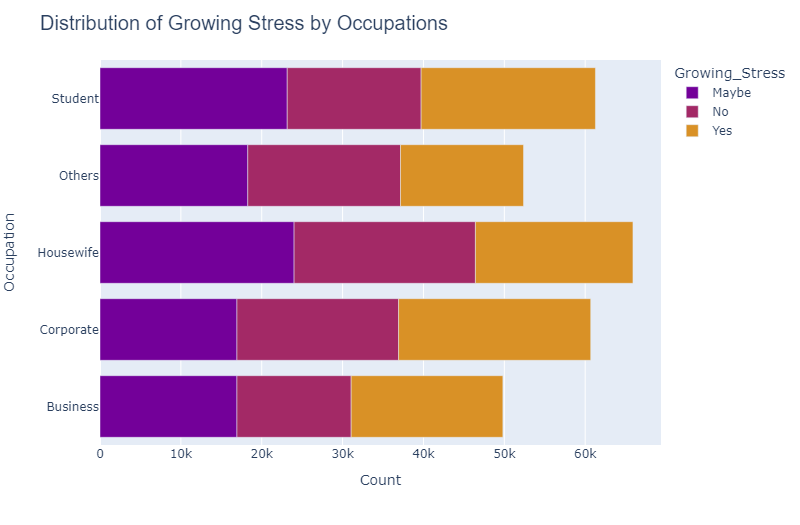 Distribution of Growing Stress by Occupations
Growing_Stress
Maybe
No
Yes
Occupation
Student
Others
Housewife
Corporate
Business
0 10k 20k 30k 40k 50k 60k
Count